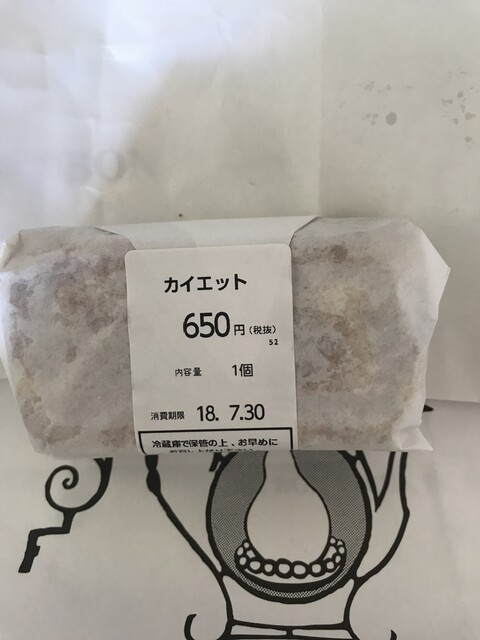 カイエット
650円(税抜)
52
内容量 1個
消費期限 18. 7.30
冷蔵庫で保管の上、お早めに